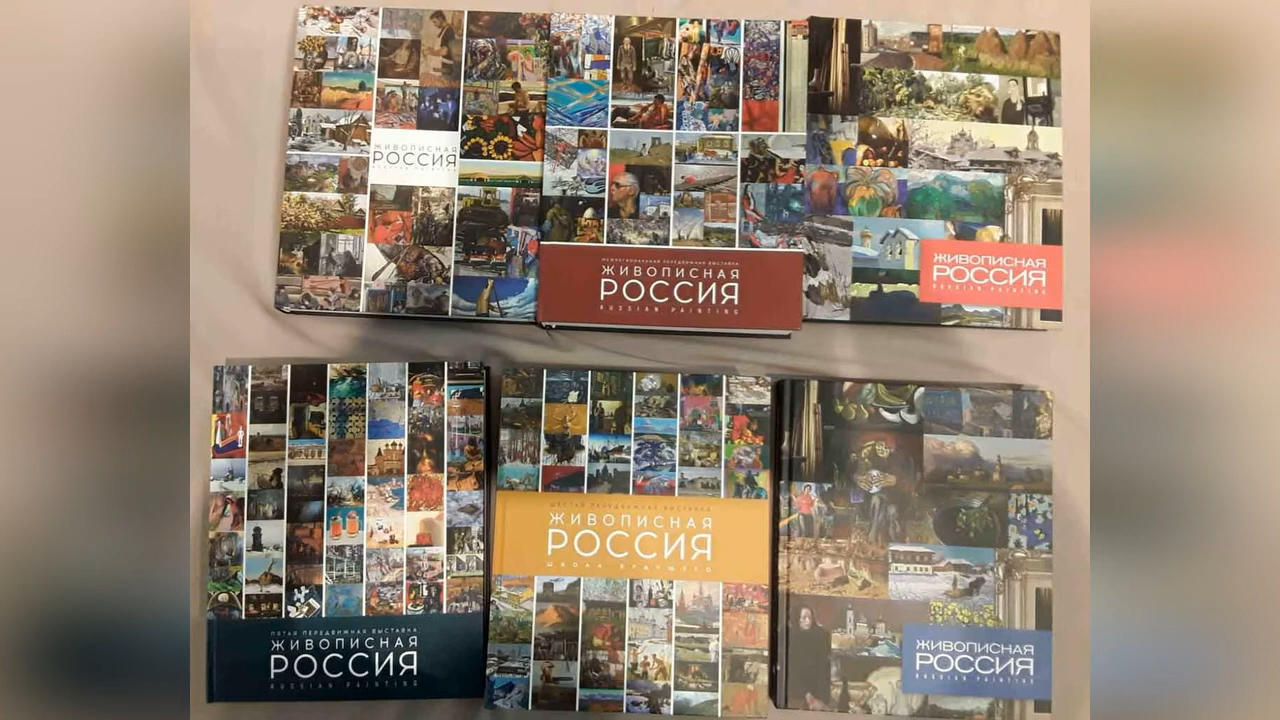 ЖИВОПИСНАЯ
РОССИЯ
RUSSIAN PAINTING
МЕЖРЕГИОНАЛЬНАЯ ПЕРЕДВИЖНАЯ ВЫСТАВКА
ЖИВОПИСНАЯ
РОССИЯ
RUSSIAN PAINTING
ЖИВОПИСНАЯ
РОССИЯ
RUSSIAN PAINTING
ПЯТАЯ ПЕРЕДВИЖНАЯ ВЫСТАВКА
ЖИВОПИСНАЯ
РОССИЯ
RUSSIAN PAINTING
ШЕСТАЯ ПЕРЕДВИЖНАЯ ВЫСТАВКА
ЖИВОПИСНАЯ
РОССИЯ
ШКОЛА БУДУЩЕГО
ЖИВОПИСНАЯ
РОССИЯ
RUSSIAN PAINTING